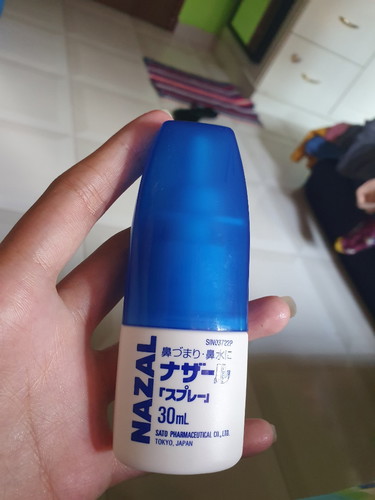 NAZAL
SIN03722P
鼻づまり・鼻水に
ナザール
「スプレー」
30mL
SATO PHARMACEUTICAL CO., LTD.
TOKYO, JAPAN